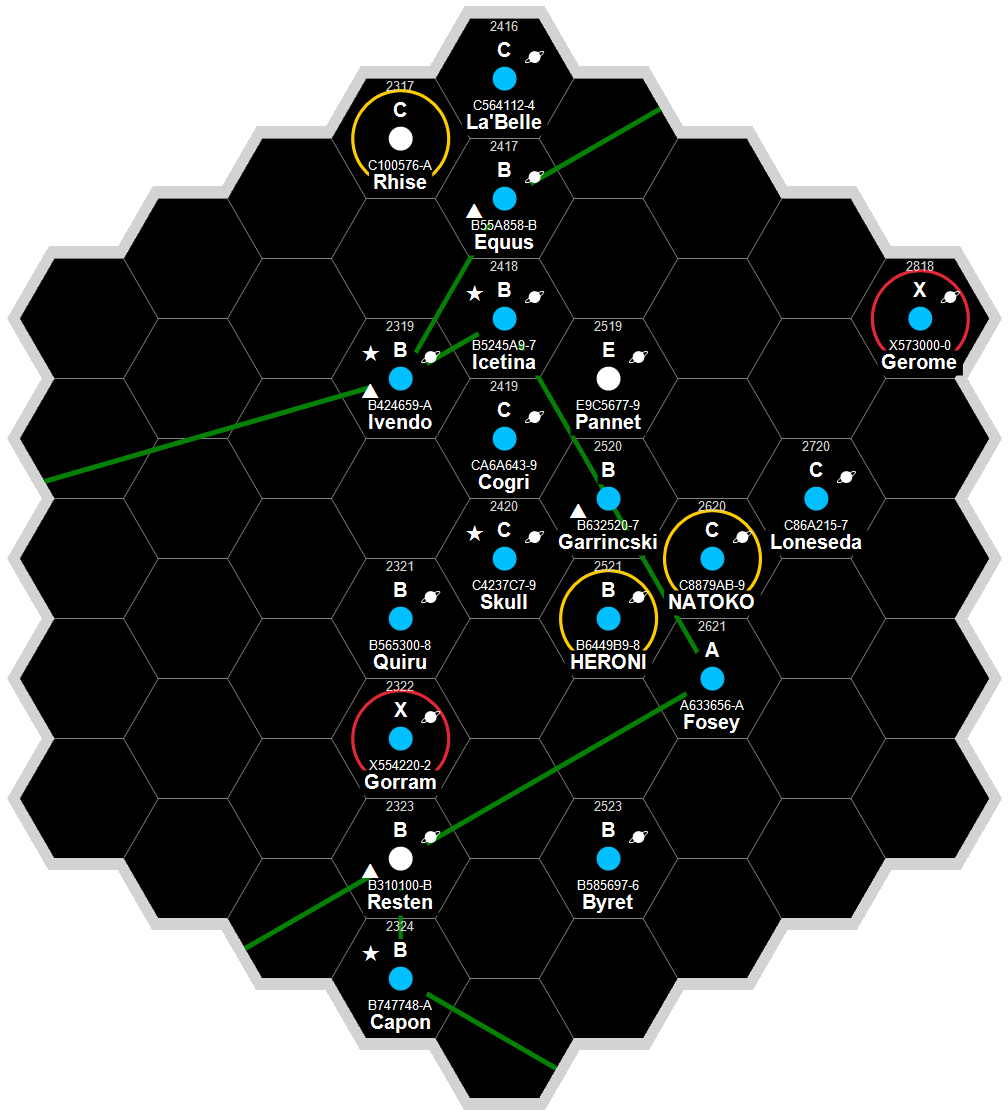 2416
C
C564112-4
La'Belle
2317
C
C100576-A
Rhise
2417
B
B55A858-B
Equus
2418
B
B5245A9-7
Icetina
2818
X
X573000-0
Gerome
2319
B
B424659-A
Ivendo
2519
E
E9C5677-9
Pannet
2419
C
CA6A643-9
Cogri
2520
B
B632520-7
Garrincski
2720
C
C86A215-7
Loneseda
2420
C
C4237C7-9
Skull
2620
C
C8879AB-9
NATOKO
2321
B
B565300-8
Quiru
2521
B
B6449B9-8
HERONI
2621
A
A633656-A
Fosey
2322
X
X554220-2
Gorram
2323
B
B310100-B
Resten
2523
B
B585697-6
Byret
2324
B
B747748-A
Capon